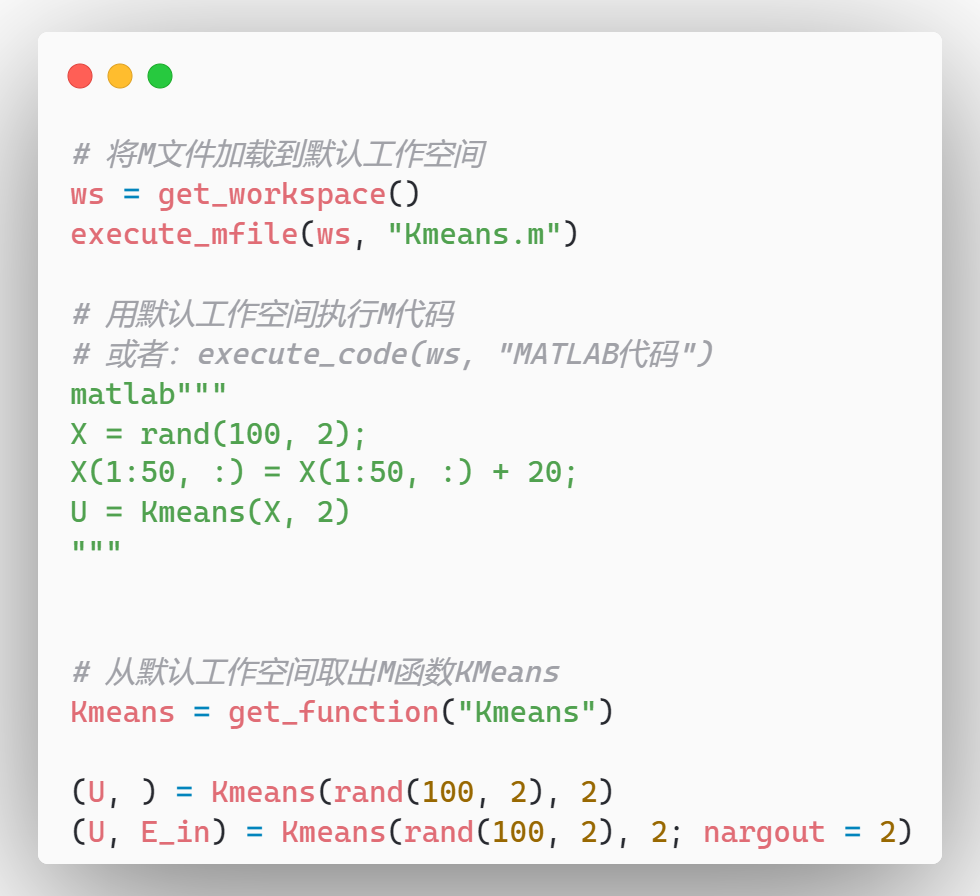 # 将M文件加载到默认工作空间
ws = get_workspace()
execute_mfile(ws, "Kmeans.m")
# 用默认工作空间执行M代码
# 或者：execute_code(ws, "MATLAB代码")
matlab"""
X = rand(100, 2);
X(1:50, :) = X(1:50, :) + 20;
U = Kmeans(X, 2)
"""
# 从默认工作空间取出M函数KMeans
Kmeans = get_function("Kmeans")
(U, ) = Kmeans(rand(100, 2), 2)
(U, E_in) = Kmeans(rand(100, 2), 2; nargout = 2)